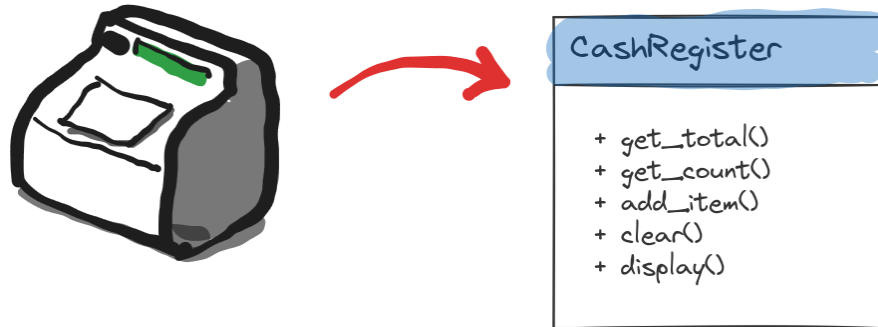 CashRegister
+ get_total()
+ get_count()
+ add_item()
+ clear()
+ display()